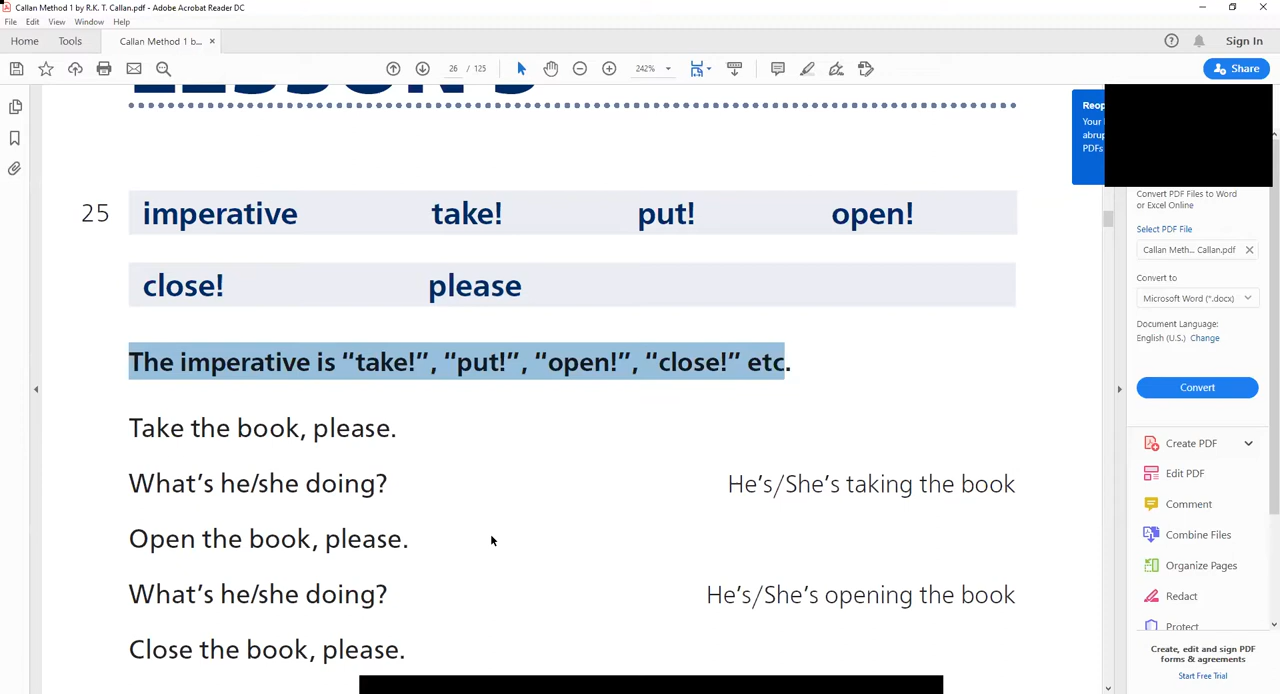 Callan Method 1 by R.K. T. Callan.pdf - Adobe Acrobat Reader DC
File Edit View Window Help
Home Tools Callan Method 1 b... ×
Sign In
26 / 125 242%
Share
25 imperative take! put! open!
close! please
The imperative is “take!”, “put!”, “open!”, “close!” etc.
Take the book, please.
What’s he/she doing? He’s/She’s taking the book
Open the book, please.
What’s he/she doing? He’s/She’s opening the book
Close the book, please.
Reop
Your
abrup
PDFs
Convert PDF Files to Word
or Excel Online
Select PDF File
Callan Meth... Callan.pdf
Convert to
Microsoft Word (*.docx)
Document Language:
English (U.S.) Change
Convert
Create PDF
Edit PDF
Comment
Combine Files
Organize Pages
Redact
Protect
Create, edit and sign PDF
forms & agreements
Start Free Trial